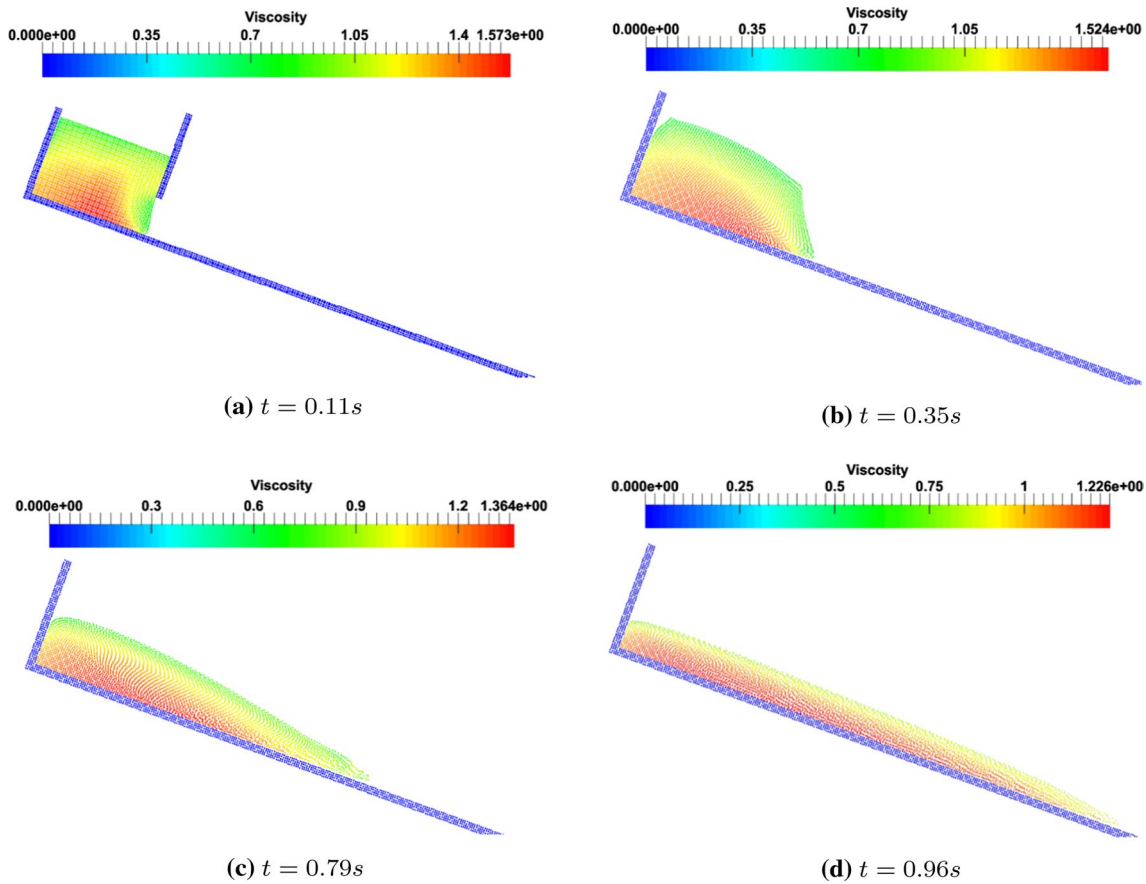 Viscosity
0.000e+00 0.35 0.7 1.05 1.4 1.573e+00
(a) t = 0.11s
Viscosity
0.000e+00 0.35 0.7 1.05 1.524e+00
(b) t = 0.35s
Viscosity
0.000e+00 0.3 0.6 0.9 1.2 1.364e+00
(c) t = 0.79s
Viscosity
0.000e+00 0.25 0.5 0.75 1 1.226e+00
(d) t = 0.96s